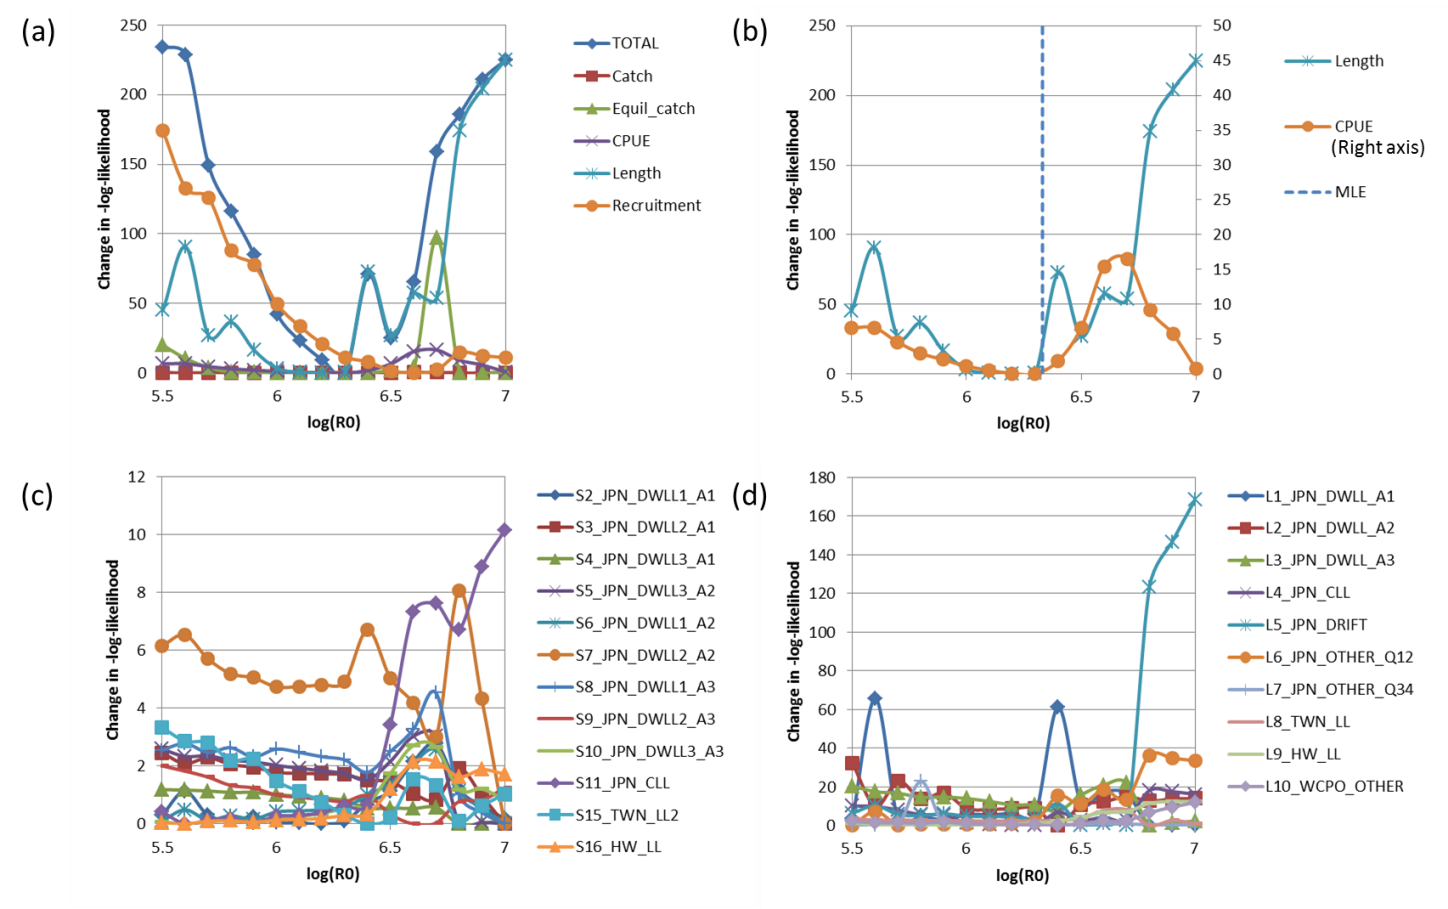 (a)
250
200
150
100
50
0
Change in -log-likelihood
5.5
6
6.5
7
log(R0)
TOTAL
Catch
Equil_catch
CPUE
Length
Recruitment
(b)
250
200
150
100
50
0
Change in -log-likelihood
50
45
40
35
30
25
20
15
10
5
0
5.5
6
6.5
7
log(R0)
Length
CPUE
(Right axis)
MLE
(c)
12
10
8
6
4
2
0
Change in -log-likelihood
5.5
6
6.5
7
log(R0)
S2_JPN_DWLL1_A1
S3_JPN_DWLL2_A1
S4_JPN_DWLL3_A1
S5_JPN_DWLL3_A2
S6_JPN_DWLL1_A2
S7_JPN_DWLL2_A2
S8_JPN_DWLL1_A3
S9_JPN_DWLL2_A3
S10_JPN_DWLL3_A3
S11_JPN_CLL
S15_TWN_LL2
S16_HW_LL
(d)
180
160
140
120
100
80
60
40
20
0
Change in -log-likelihood
5.5
6
6.5
7
log(R0)
L1_JPN_DWLL_A1
L2_JPN_DWLL_A2
L3_JPN_DWLL_A3
L4_JPN_CLL
L5_JPN_DRIFT
L6_JPN_OTHER_Q12
L7_JPN_OTHER_Q34
L8_TWN_LL
L9_HW_LL
L10_WCPO_OTHER